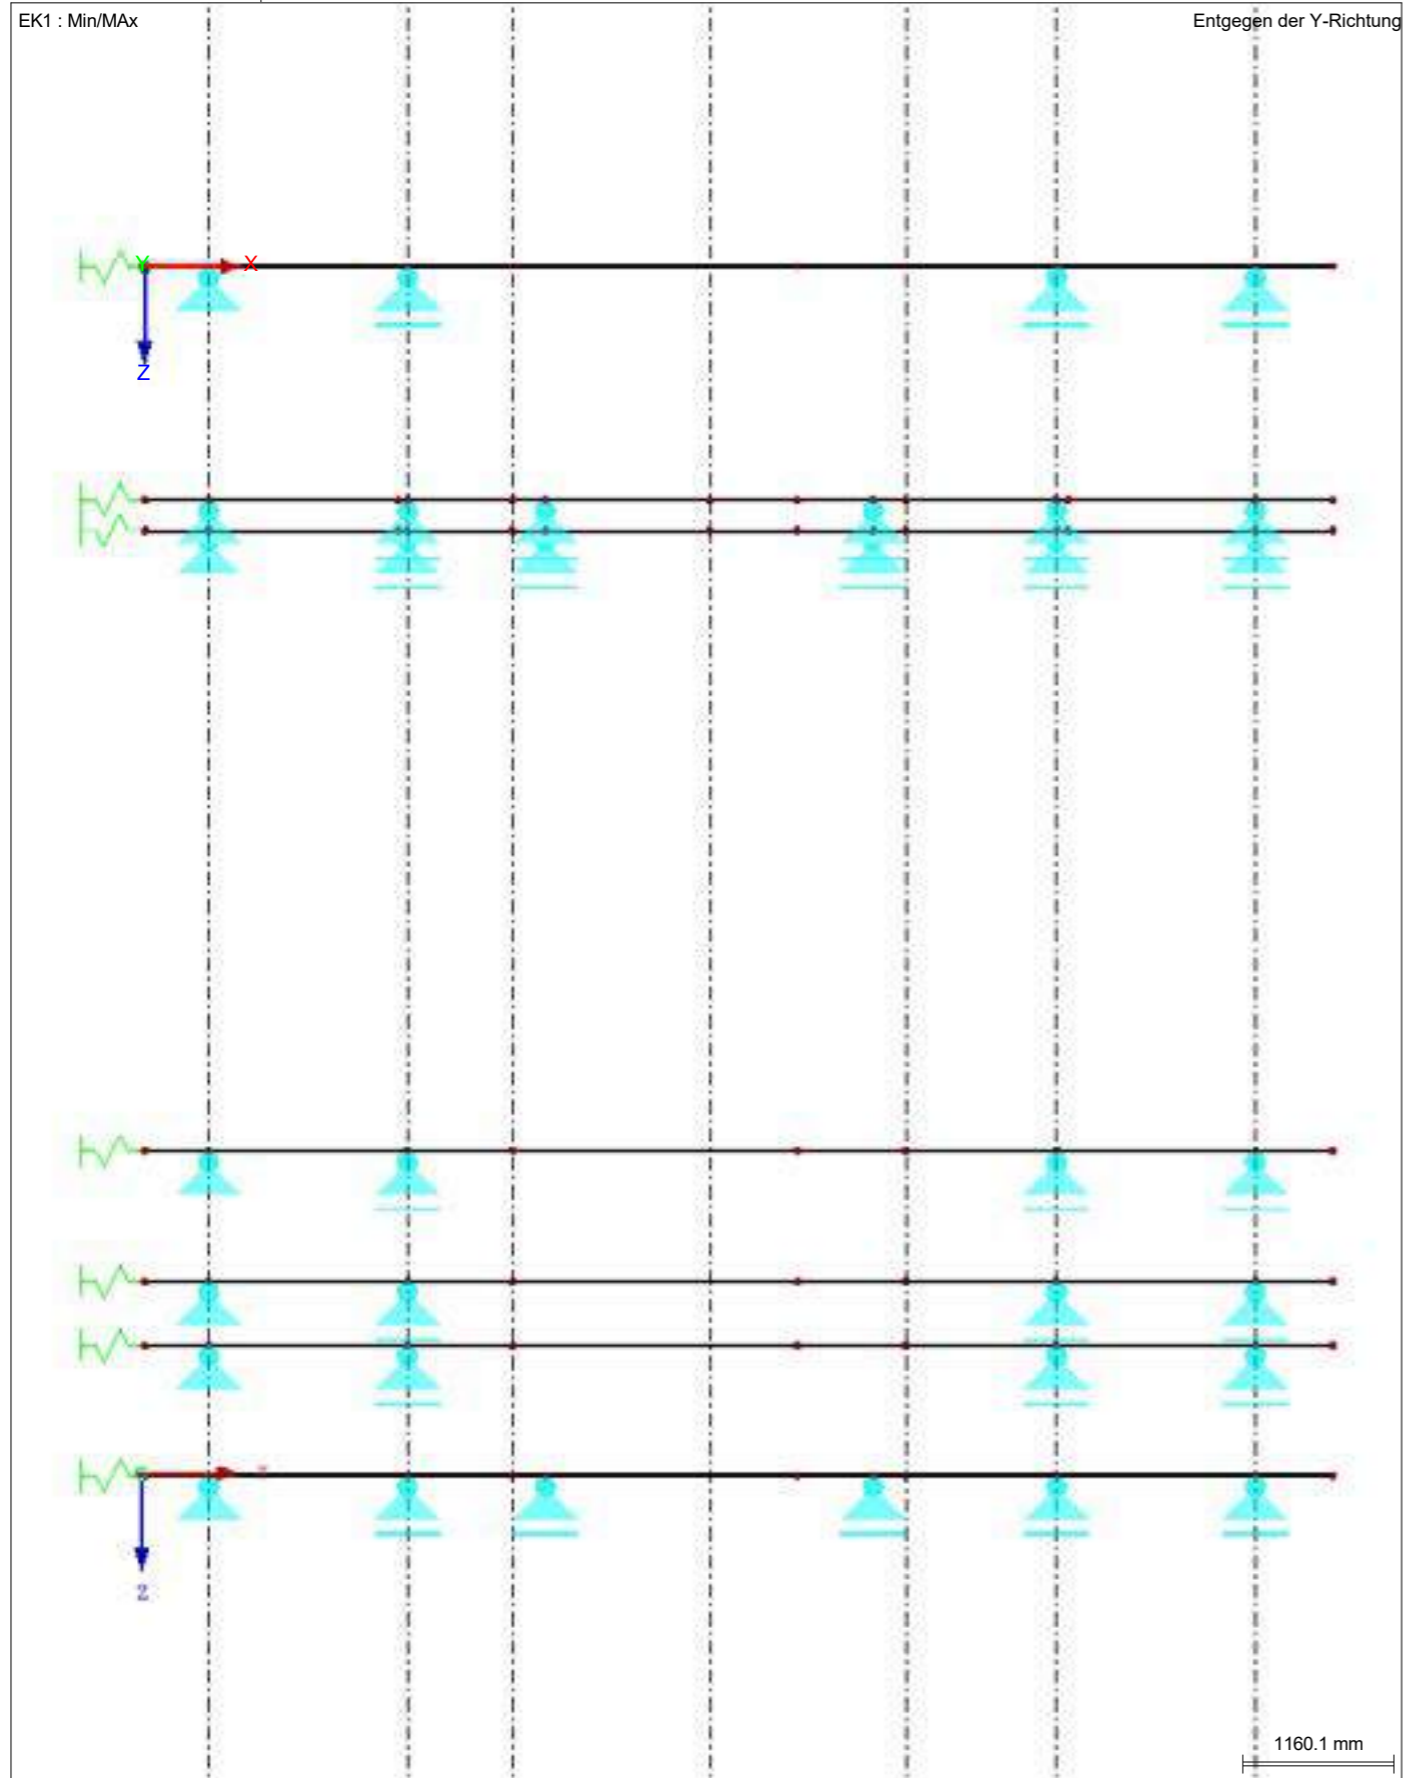 EK1 : Min/MAx
Entgegen der Y-Richtung
Y
X
Z
Z
1160.1 mm